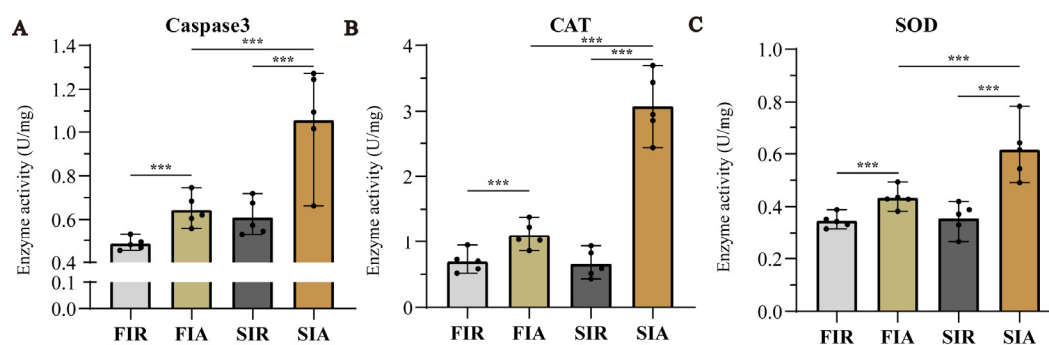 A
Caspase3
Enzyme activity (U/mg)
1.4
1.2
1.0
0.8
0.6
0.4
0.1
0.0
***
***
***
FIR FIA SIR SIA
B
CAT
Enzyme activity (U/mg)
4
3
2
1
0
***
***
***
FIR FIA SIR SIA
C
SOD
Enzyme activity (U/mg)
1.0
0.8
0.6
0.4
0.2
0.0
***
***
***
FIR FIA SIR SIA